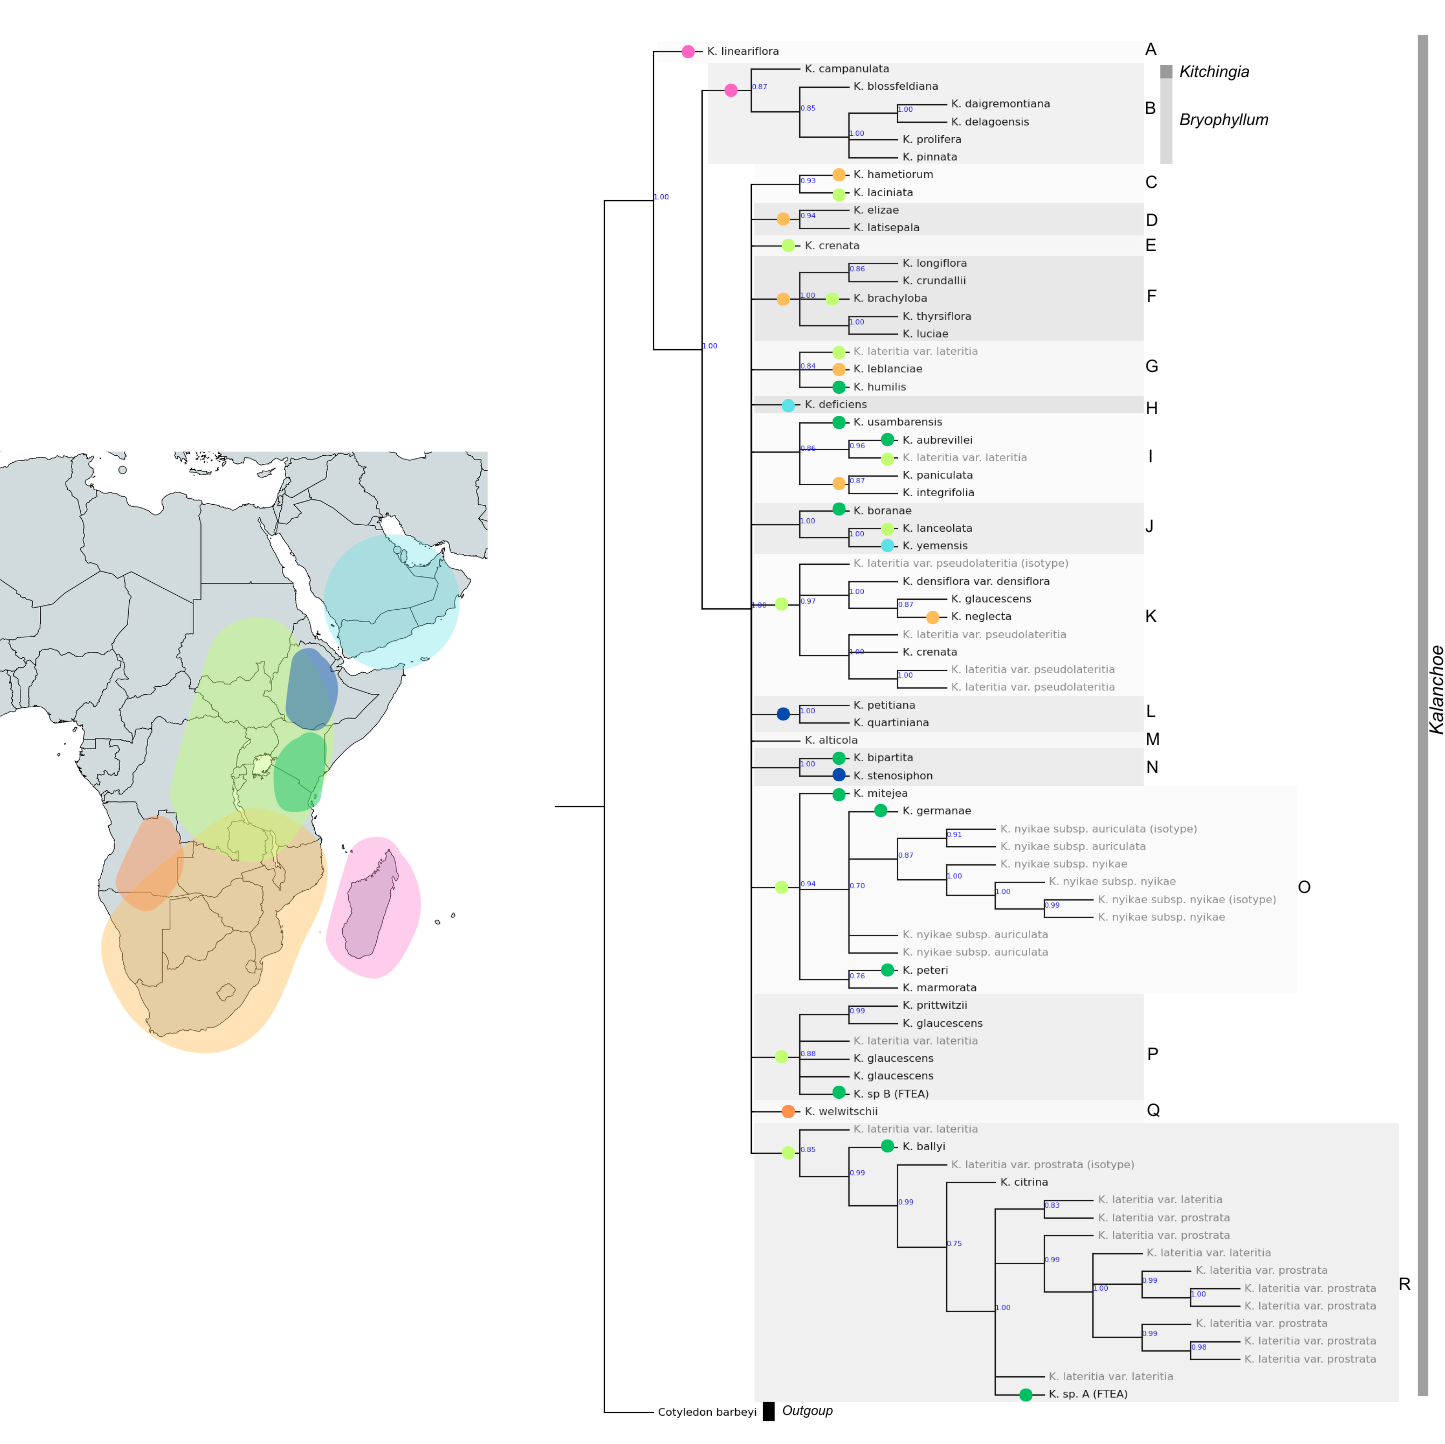 K. lineariflora
A
K. campanulata
0.87
Kitchingia
K. blossfeldiana
0.85
K. daigremontiana
1.00
B
K. delagoensis
Bryophyllum
1.00
K. prolifera
K. pinnata
K. hametiorum
0.93
C
K. laciniata
1.00
K. elizae
0.94
D
K. latisepala
K. crenata
E
K. longiflora
0.86
K. crundallii
1.00
K. brachyloba
F
K. thyrsiflora
1.00
K. luciae
1.00
K. lateritia var. lateritia
0.84
K. leblanciae
G
K. humilis
K. deficiens
H
K. usambarensis
K. aubrevillei
0.96
0.86
K. lateritia var. lateritia
I
K. paniculata
0.87
K. integrifolia
K. boranae
1.00
K. lanceolata
J
1.00
K. yemensis
K. lateritia var. pseudolateritia (isotype)
K. densiflora var. densiflora
1.00
1.00
0.97
K. glaucescens
0.87
K. neglecta
K
K. lateritia var. pseudolateritia
1.00
K. crenata
K. lateritia var. pseudolateritia
1.00
K. lateritia var. pseudolateritia
Kalanchoe
K. petitiana
1.00
L
K. quartiniana
K. alticola
M
K. bipartita
1.00
N
K. stenosiphon
K. mitejea
K. germanae
K. nyikae subsp. auriculata (isotype)
0.91
K. nyikae subsp. auriculata
0.87
K. nyikae subsp. nyikae
1.00
0.94
0.70
K. nyikae subsp. nyikae
O
1.00
K. nyikae subsp. nyikae (isotype)
0.99
K. nyikae subsp. nyikae
K. nyikae subsp. auriculata
K. nyikae subsp. auriculata
K. peteri
0.76
K. marmorata
K. prittwitzii
0.99
K. glaucescens
K. lateritia var. lateritia
0.88
K. glaucescens
P
K. glaucescens
K. sp B (FTEA)
K. welwitschii
Q
K. lateritia var. lateritia
0.85
K. ballyi
K. lateritia var. prostrata (isotype)
0.99
K. citrina
0.99
K. lateritia var. lateritia
0.83
K. lateritia var. prostrata
K. lateritia var. prostrata
0.75
K. lateritia var. lateritia
0.99
K. lateritia var. prostrata
0.99
R
1.00
K. lateritia var. prostrata
1.00
K. lateritia var. prostrata
1.00
K. lateritia var. prostrata
0.99
K. lateritia var. prostrata
0.98
K. lateritia var. prostrata
K. lateritia var. lateritia
K. sp. A (FTEA)
Cotyledon barbeyi
Outgoup